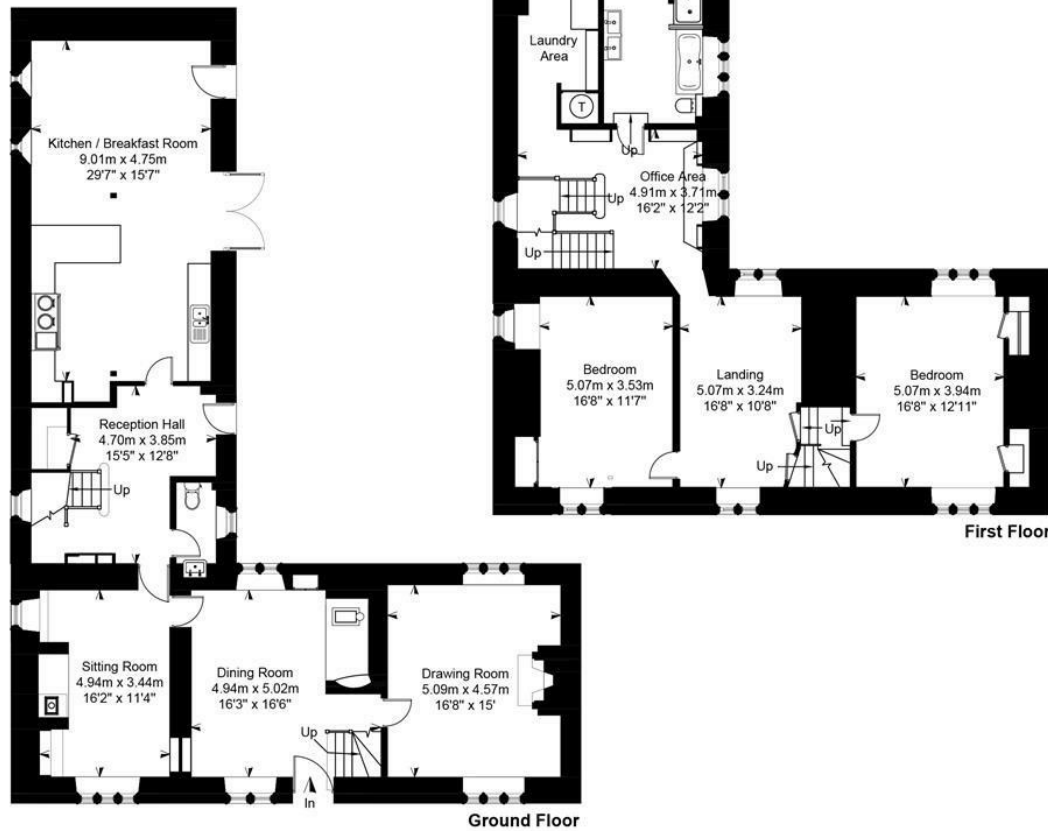 Kitchen / Breakfast Room
9.01m x 4.75m
29'7" x 15'7"
Reception Hall
4.70m x 3.85m
15'5" x 12'8"
Up
Sitting Room
4.94m x 3.44m
16'2" x 11'4"
Dining Room
4.94m x 5.02m
16'3" x 16'6"
Up
In
Drawing Room
5.09m x 4.57m
16'8" x 15'
Ground Floor
Laundry
Area
T
Up
Office Area
4.91m x 3.71m
16'2" x 12'2"
Up
Up
Bedroom
5.07m x 3.53m
16'8" x 11'7"
Landing
5.07m x 3.24m
16'8" x 10'8"
Up
Up
Bedroom
5.07m x 3.94m
16'8" x 12'11"
First Floor